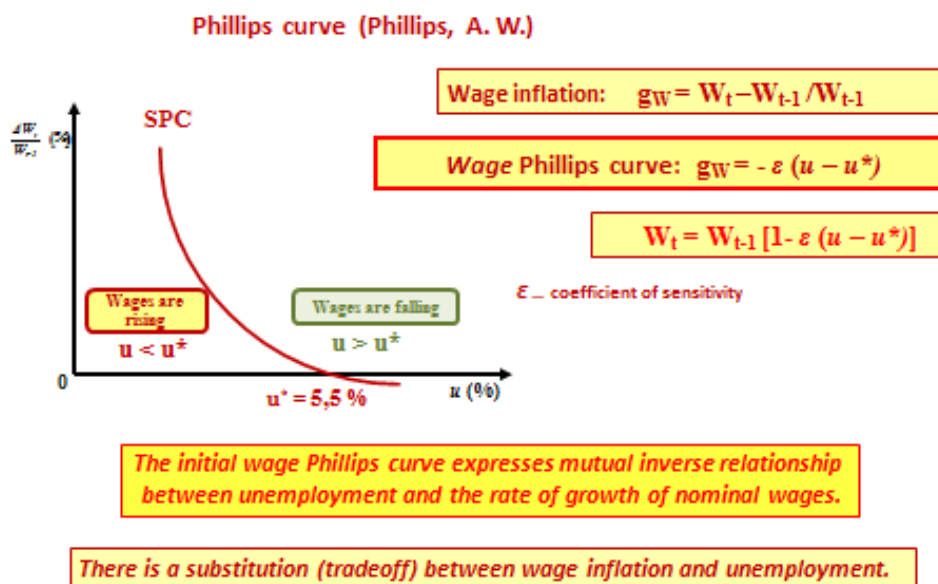 Phillips curve (Phillips, A. W.)
Wage inflation: gW = Wt – Wt-1 /Wt-1
SPC
(%)
Wage Phillips curve: gW = - ε (u – u*)
Wt = Wt-1 [1- ε (u – u*)]
ε ... coefficient of sensitivity
Wages are
rising
u < u*
Wages are falling
u > u*
0
u* = 5,5 %
u (%)
The initial wage Phillips curve expresses mutual inverse relationship
between unemployment and the rate of growth of nominal wages.
There is a substitution (tradeoff) between wage inflation and unemployment.